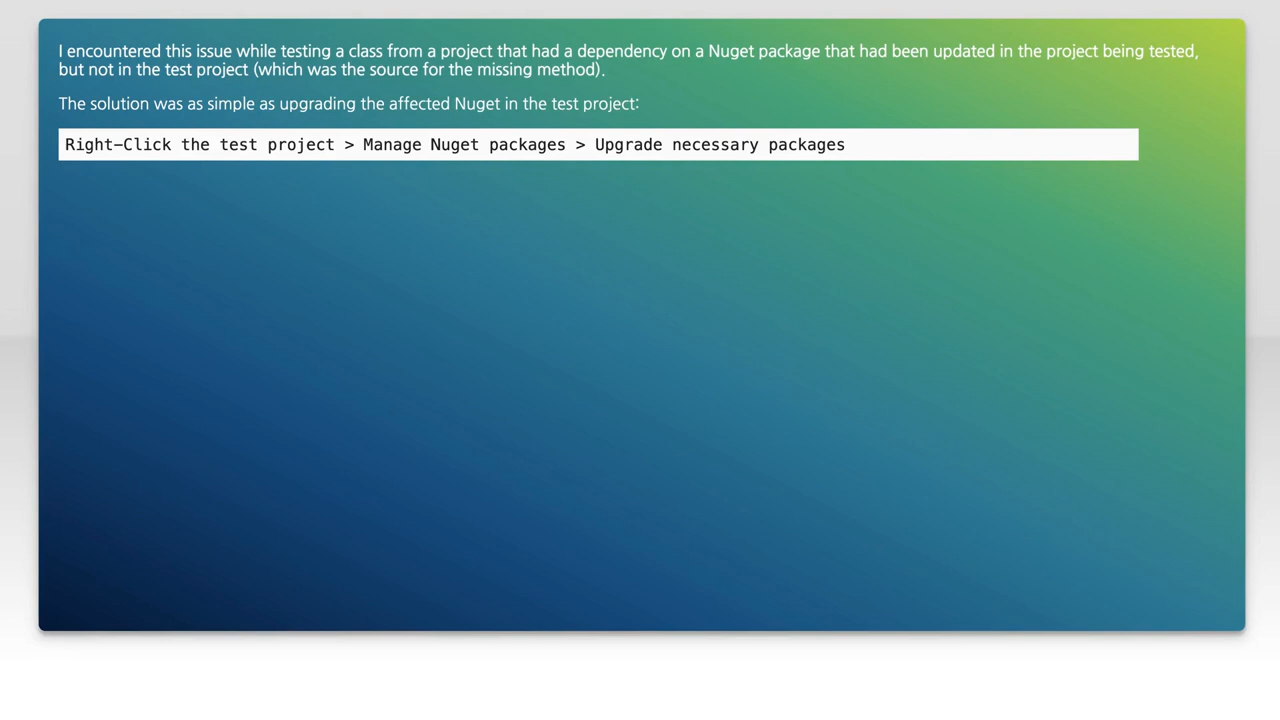 I encountered this issue while testing a class from a project that had a dependency on a Nuget package that had been updated in the project being tested,
but not in the test project (which was the source for the missing method).
The solution was as simple as upgrading the affected Nuget in the test project:
Right-Click the test project > Manage Nuget packages > Upgrade necessary packages